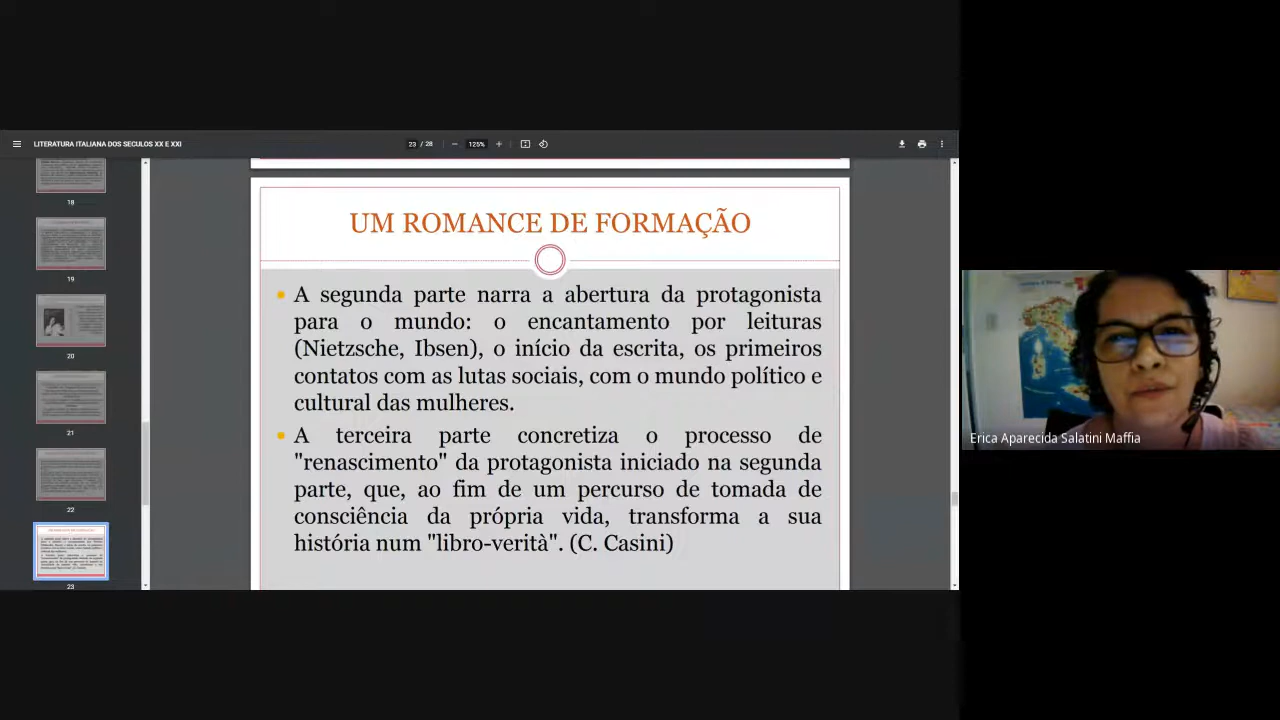 LITERATURA ITALIANA DOS SECULOS XX E XXI
23 / 28
125%
18
19
20
21
22
23
UM ROMANCE DE FORMAÇÃO
A segunda parte narra a abertura da protagonista
para o mundo: o encantamento por leituras
(Nietzsche, Ibsen), o início da escrita, os primeiros
contatos com as lutas sociais, com o mundo político e
cultural das mulheres.
A terceira parte concretiza o processo de
"renascimento" da protagonista iniciado na segunda
parte, que, ao fim de um percurso de tomada de
consciência da própria vida, transforma a sua
história num "libro-verità". (C. Casini)
Erica Aparecida Salatini Maffia